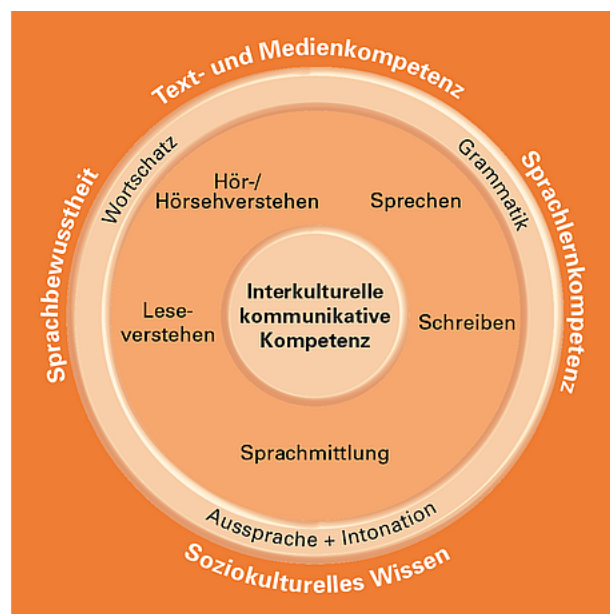 Text- und Medienkompetenz
Sprachbewusstheit
Sprachlernkompetenz
Wortschatz
Grammatik
Hör-/
Hörsehverstehen
Sprechen
Interkulturelle
kommunikative
Kompetenz
Lese-
verstehen
Schreiben
Sprachmittlung
Aussprache + Intonation
Soziokulturelles Wissen